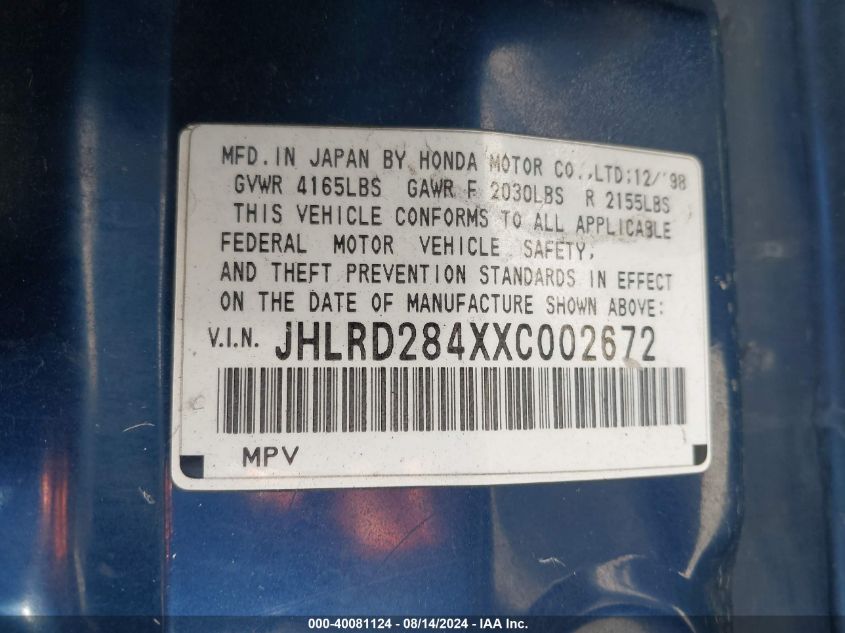 MFD.IN JAPAN BY HONDA MOTOR CO.,LTD:12/'98
GVWR 4165LBS GAWR F 2030LBS R 2155LBS
THIS VEHICLE CONFORMS TO ALL APPLICABLE
FEDERAL MOTOR VEHICLE SAFETY,
AND THEFT PREVENTION STANDARDS IN EFFECT
ON THE DATE OF MANUFACTURE SHOWN ABOVE:
V.I.N. JHLRD284XXC002672
MPV
000-40081124 - 08/14/2024 - IAA Inc.